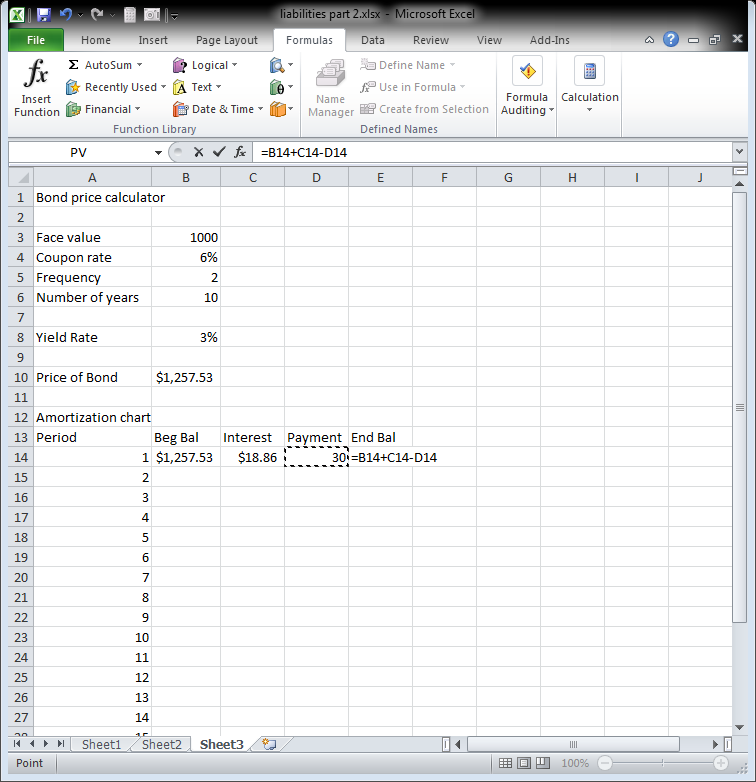 liabilities part 2.xlsx - Microsoft Excel
File Home Insert Page Layout Formulas Data Review View Add-Ins
fx Insert Function
Σ AutoSum
Recently Used
Financial
Logical
A Text
Date & Time
θ
Function Library
Name Manager
Define Name
fx Use in Formula
Create from Selection
Defined Names
Formula Auditing
Calculation
PV fx =B14+C14-D14
A B C D E F G H I J
1 Bond price calculator
2
3 Face value 1000
4 Coupon rate 6%
5 Frequency 2
6 Number of years 10
7
8 Yield Rate 3%
9
10 Price of Bond $1,257.53
11
12 Amortization chart
13 Period Beg Bal Interest Payment End Bal
14 1 $1,257.53 $18.86 30 =B14+C14-D14
15 2
16 3
17 4
18 5
19 6
20 7
21 8
22 9
23 10
24 11
25 12
26 13
27 14
Sheet1 Sheet2 Sheet3
Point 100%